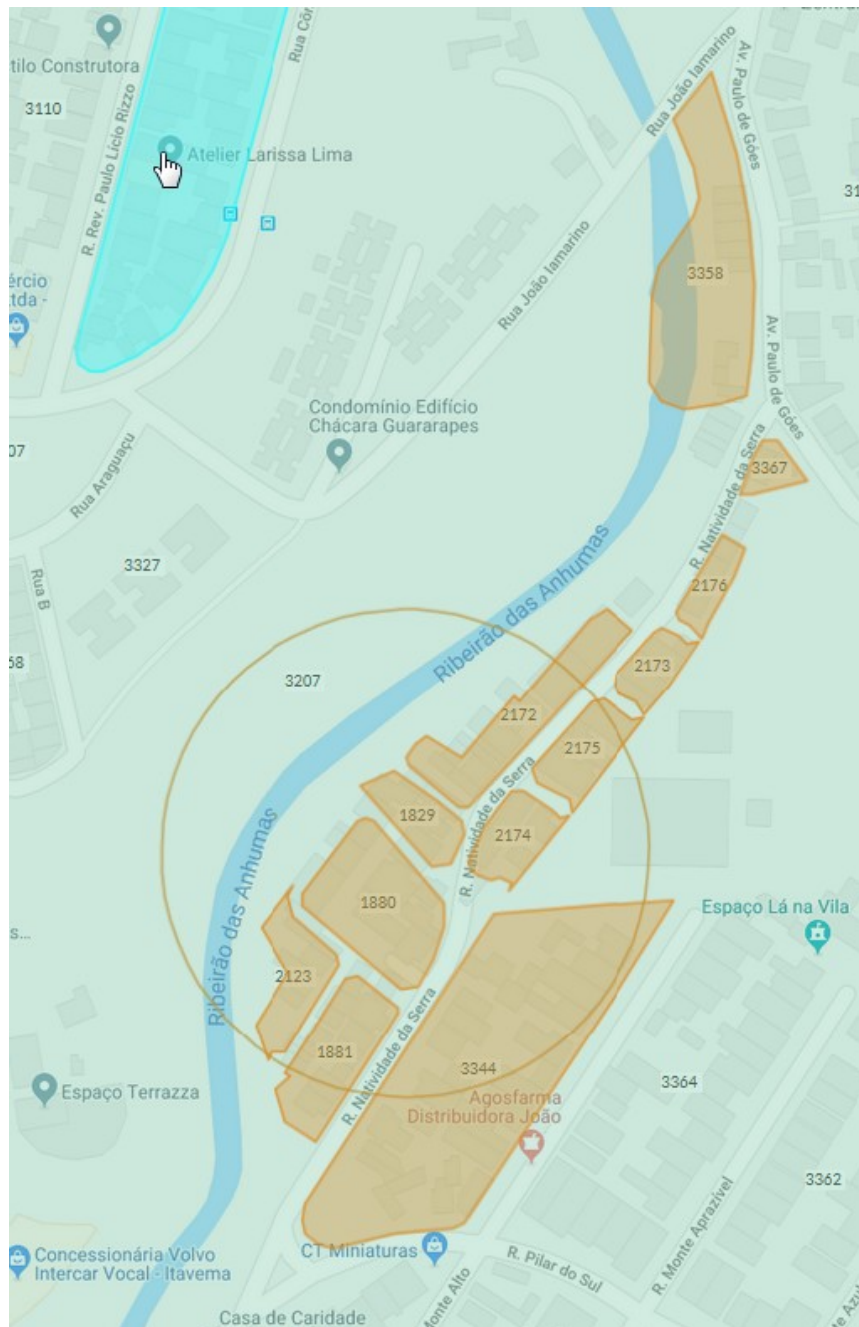 tilo Construtora
3110
R. Rev. Paulo Lício Rizzo
Rua Côr
Atelier Larissa Lima
Rua João Iamarino
Av. Paulo de Góes
31
ércio
tda -
3358
Rua João Iamarino
Av. Paulo de Góes
Condomínio Edifício
Chácara Guararapes
07
Rua Araguaçu
3367
R. Natividade da Serra
3327
Rua B
2176
Ribeirão das Anhumas
58
3207
2173
2172
2175
R. Natividade da Serra
1829
2174
Ribeirão das Anhumas
1880
Espaço Lá na Vila
s...
2123
1881
R. Natividade da Serra
3344
3364
Espaço Terrazza
Agosfarma
Distribuidora João
3362
R. Monte Aprazível
Concessionária Volvo
Intercar Vocal - Itavema
CT Miniaturas
R. Pilar do Sul
Monte Alto
e Azul
Casa de Caridade